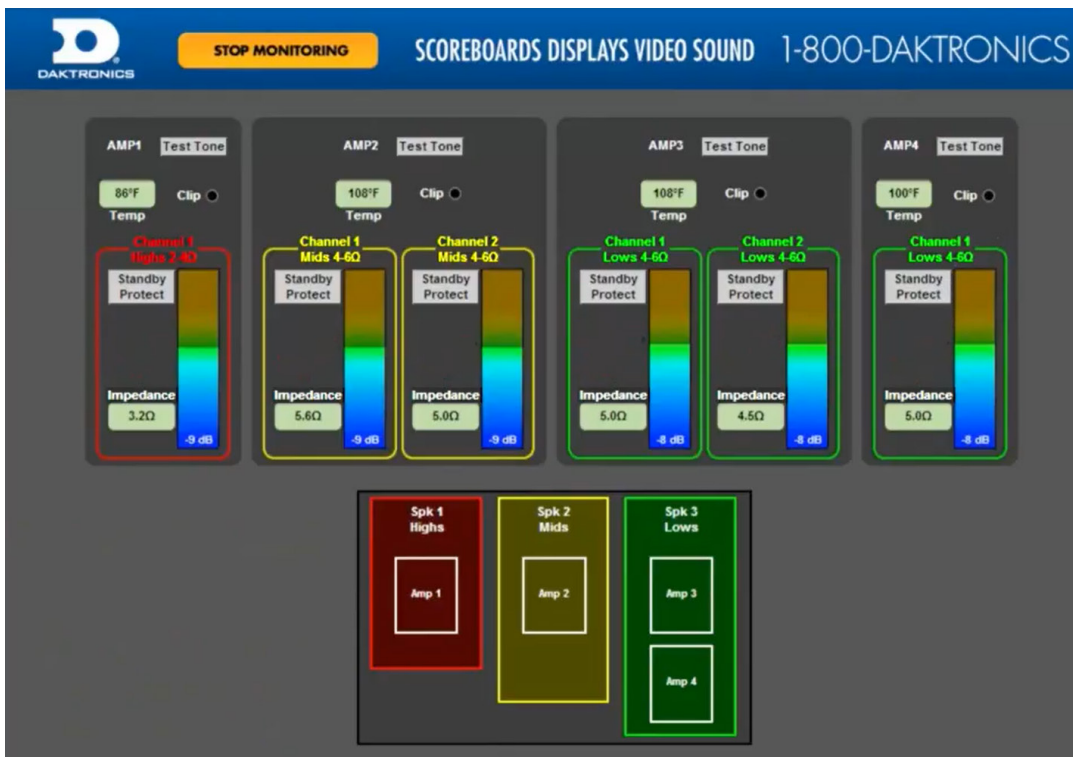 DAKTRONICS
STOP MONITORING
SCOREBOARDS DISPLAYS VIDEO SOUND 1-800-DAKTRONICS
AMP1 Test Tone
86°F
Clip
Temp
Channel 1
Highs 2-8Ω
Standby
Protect
Impedance
3.2Ω
-9 dB
AMP2 Test Tone
108°F
Clip
Temp
Channel 1
Mids 4-6Ω
Standby
Protect
Impedance
5.6Ω
-9 dB
Channel 2
Mids 4-6Ω
Standby
Protect
Impedance
5.0Ω
-9 dB
AMP3 Test Tone
108°F
Clip
Temp
Channel 1
Lows 4-6Ω
Standby
Protect
Impedance
5.0Ω
-8 dB
Channel 2
Lows 4-6Ω
Standby
Protect
Impedance
4.5Ω
-8 dB
AMP4 Test Tone
100°F
Clip
Temp
Channel 1
Lows 4-6Ω
Standby
Protect
Impedance
5.0Ω
-8 dB
Spk 1
Highs
Amp 1
Spk 2
Mids
Amp 2
Spk 3
Lows
Amp 3
Amp 4